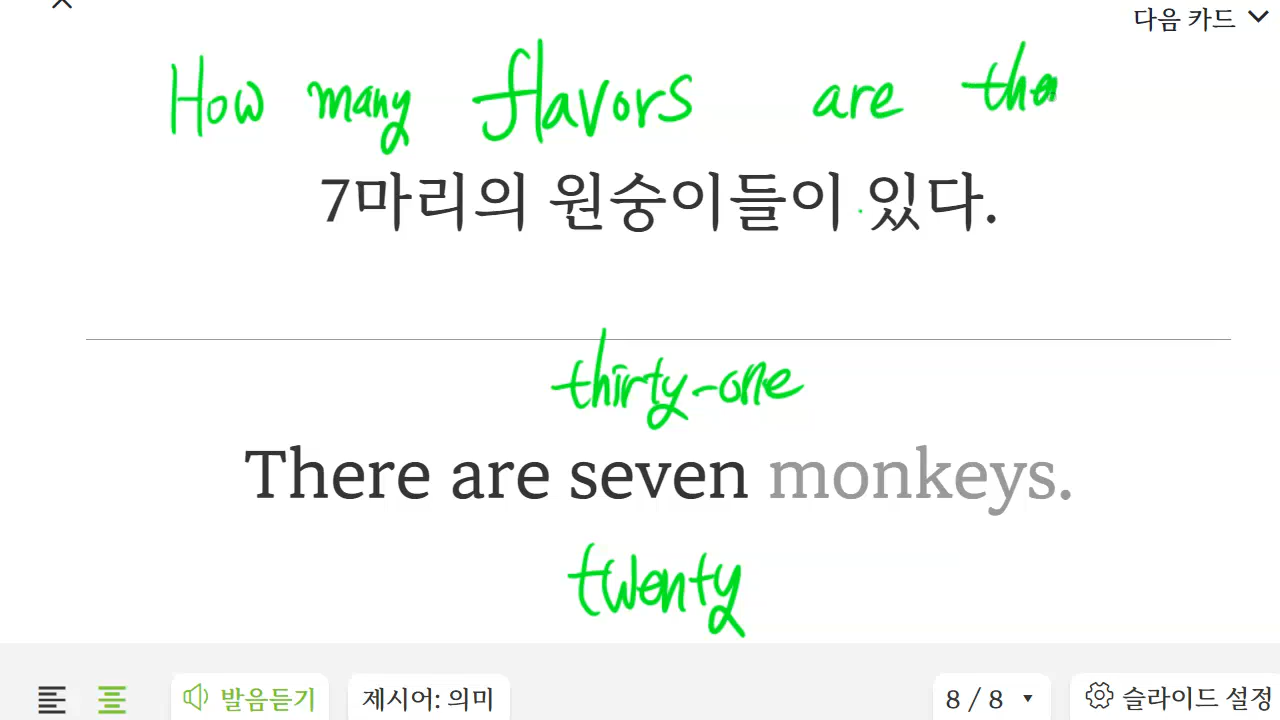 다음 카드
How many flavors are the
7마리의 원숭이들이 있다.
thirty-one
There are seven monkeys.
twenty
발음듣기 제시어: 의미 8 / 8 슬라이드 설정